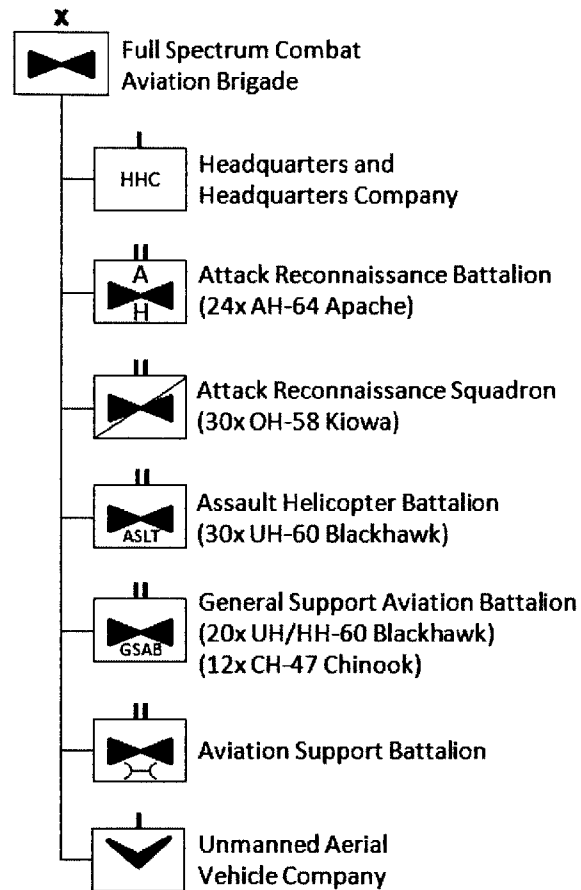 X
Full Spectrum Combat
Aviation Brigade
I
HHC
Headquarters and
Headquarters Company
II
A
H
Attack Reconnaissance Battalion
(24x AH-64 Apache)
II
Attack Reconnaissance Squadron
(30x OH-58 Kiowa)
II
ASLT
Assault Helicopter Battalion
(30x UH-60 Blackhawk)
II
GSAB
General Support Aviation Battalion
(20x UH/HH-60 Blackhawk)
(12x CH-47 Chinook)
II
Aviation Support Battalion
I
Unmanned Aerial
Vehicle Company